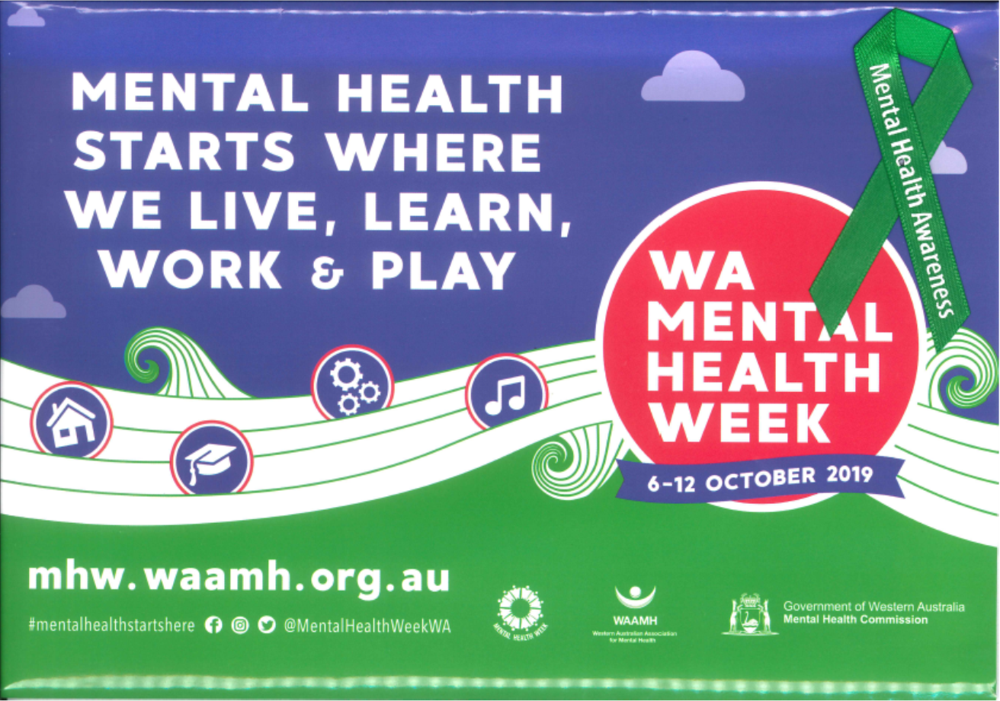 MENTAL HEALTH
STARTS WHERE
WE LIVE, LEARN,
WORK & PLAY
Mental Health Awareness
WA
MENTAL
HEALTH
WEEK
6-12 OCTOBER 2019
mhw.waamh.org.au
#mentalhealthstartshere @MentalHealthWeekWA
MENTAL HEALTH WEEK
WAAMH
Western Australian Association
for Mental Health
Government of Western Australia
Mental Health Commission